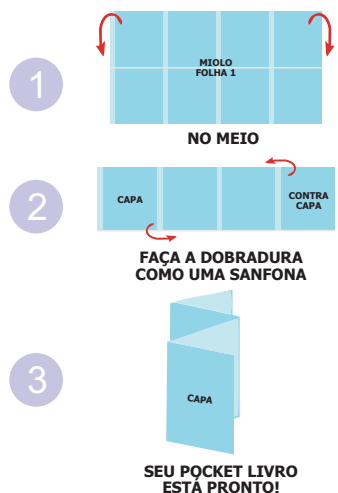 1
MIOLO
FOLHA 1
NO MEIO
2
CAPA
CONTRA
CAPA
FAÇA A DOBRADURA
COMO UMA SANFONA
3
CAPA
SEU POCKET LIVRO
ESTÁ PRONTO!